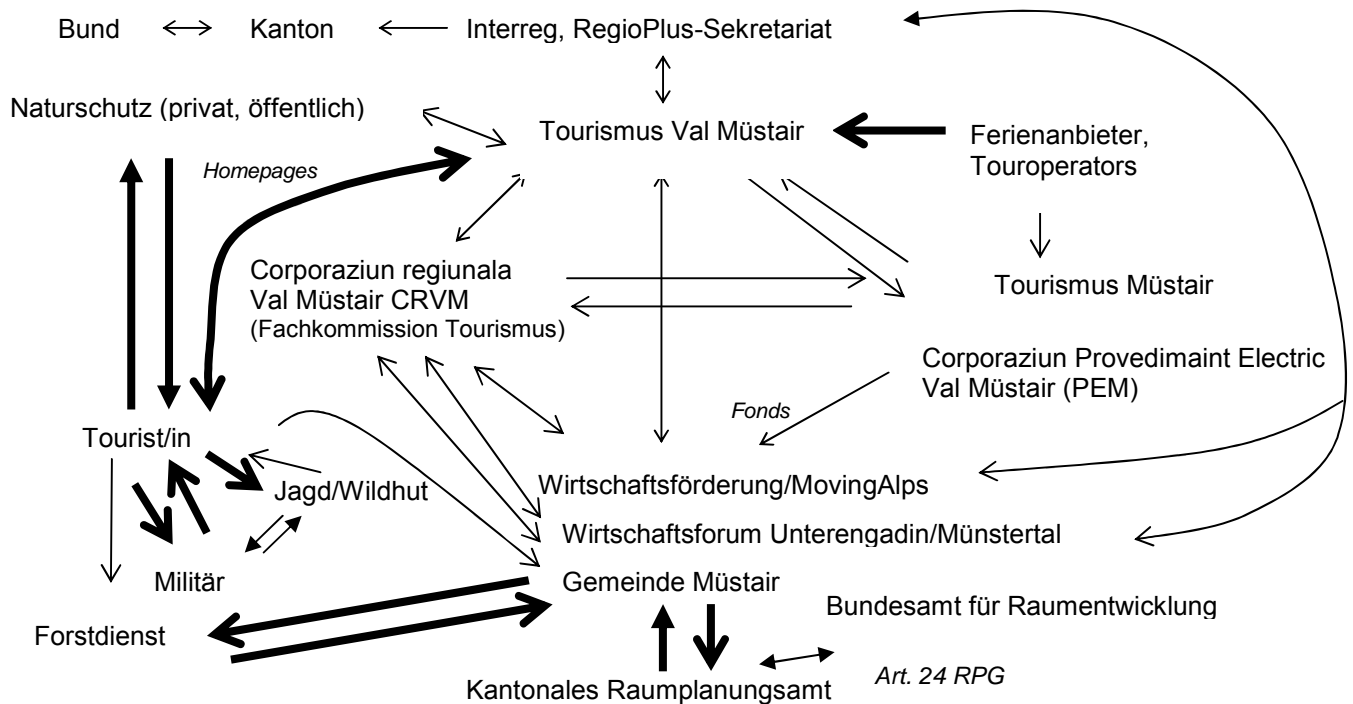 Bund Kanton Interreg, RegioPlus-Sekretariat
Naturschutz (privat, öffentlich)
Tourismus Val Müstair
Ferienanbieter,
Touroperators
Homepages
Corporaziun regiunala
Val Müstair CRVM
(Fachkommission Tourismus)
Tourismus Müstair
Corporaziun Provedimaint Electric
Val Müstair (PEM)
Fonds
Tourist/in
Jagd/Wildhut
Wirtschaftsförderung/MovingAlps
Wirtschaftsforum Unterengadin/Münstertal
Militär
Gemeinde Müstair
Bundesamt für Raumentwicklung
Forstdienst
Kantonales Raumplanungsamt
Art. 24 RPG